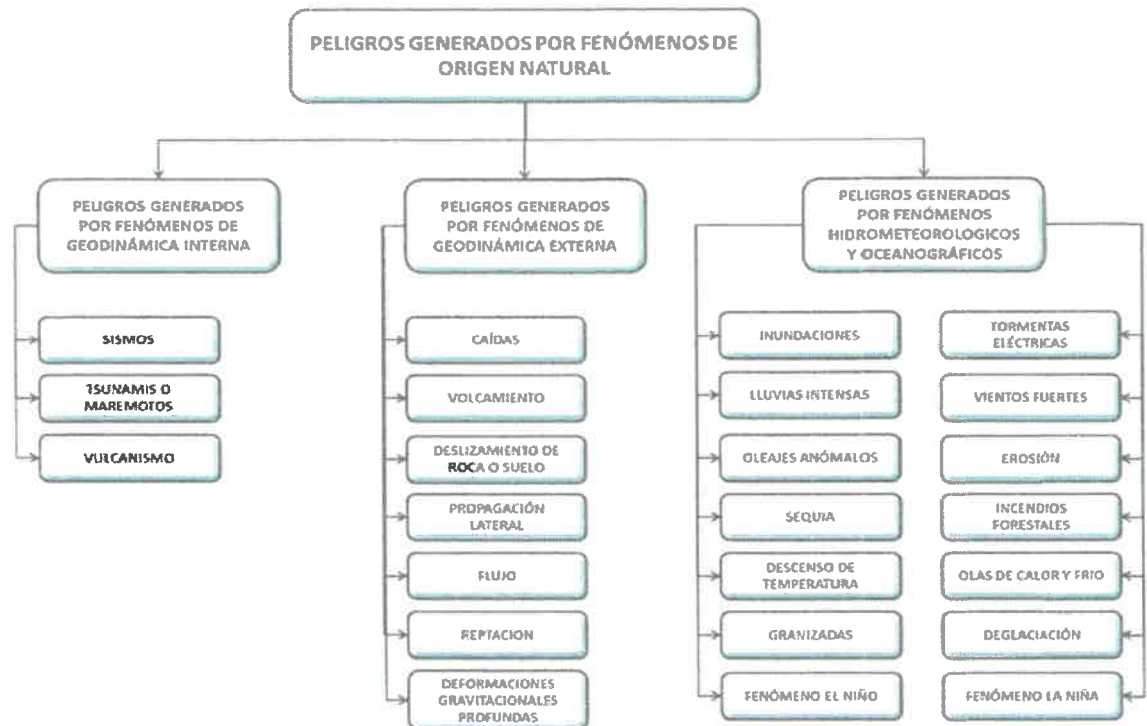 PELIGROS GENERADOS POR FENÓMENOS DE
ORIGEN NATURAL
PELIGROS GENERADOS
POR FENÓMENOS DE
GEODINÁMICA INTERNA
SISMOS
TSUNAMIS O
MAREMOTOS
VULCANISMO
PELIGROS GENERADOS
POR FENÓMENOS DE
GEODINÁMICA EXTERNA
CAÍDAS
VOLCAMIENTO
DESLIZAMIENTO DE
ROCA O SUELO
PROPAGACIÓN
LATERAL
FLUJO
REPTACION
DEFORMACIONES
GRAVITACIONALES
PROFUNDAS
PELIGROS GENERADOS
POR FENÓMENOS
HIDROMETEOROLOGICOS
Y OCEANOGRÁFICOS
INUNDACIONES
LLUVIAS INTENSAS
OLEAJES ANÓMALOS
SEQUIA
DESCENSO DE
TEMPERATURA
GRANIZADAS
FENÓMENO EL NIÑO
TORMENTAS
ELÉCTRICAS
VIENTOS FUERTES
EROSIÓN
INCENDIOS
FORESTALES
OLAS DE CALOR Y FRIO
DEGLACIACIÓN
FENÓMENO LA NIÑA